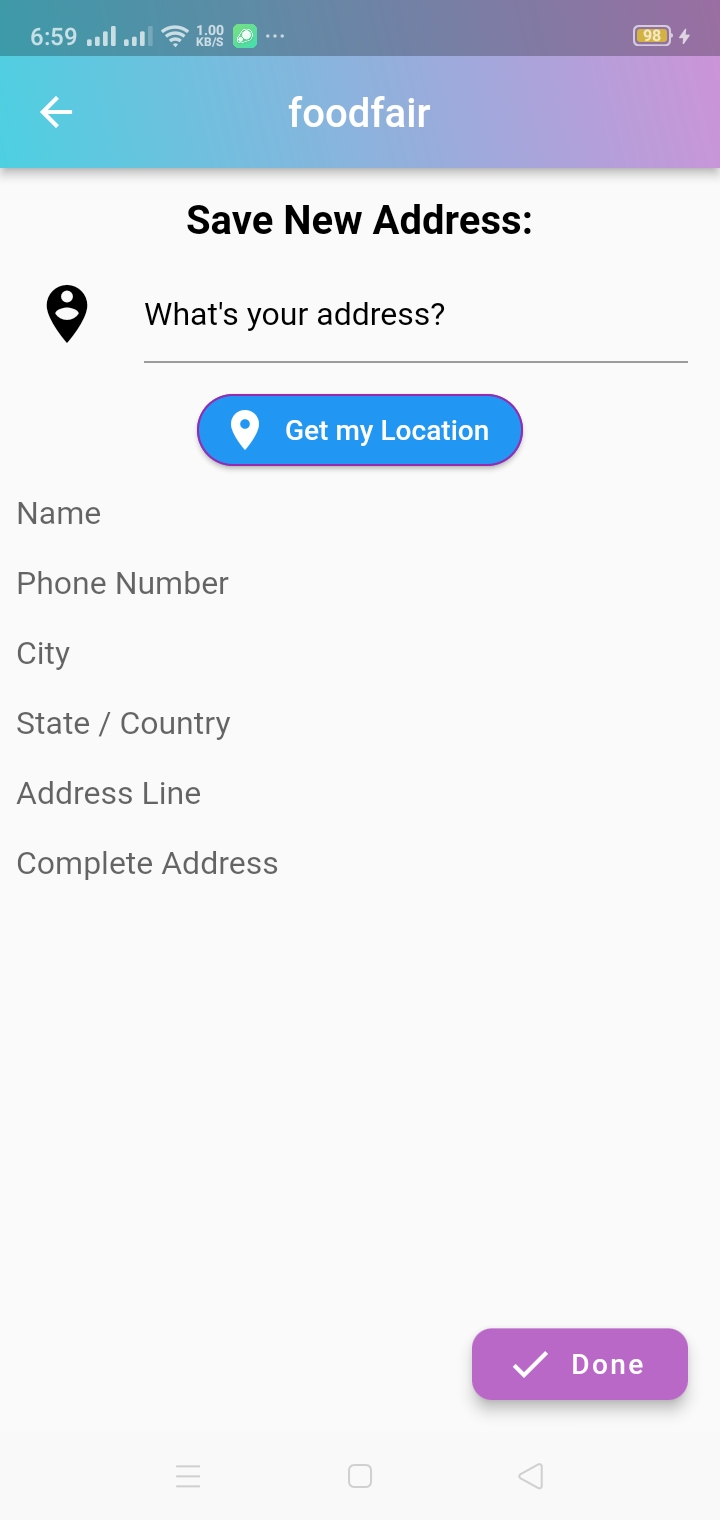 6:59 1.00 KB/S 98
foodfair
Save New Address:
What's your address?
Get my Location
Name
Phone Number
City
State / Country
Address Line
Complete Address
Done